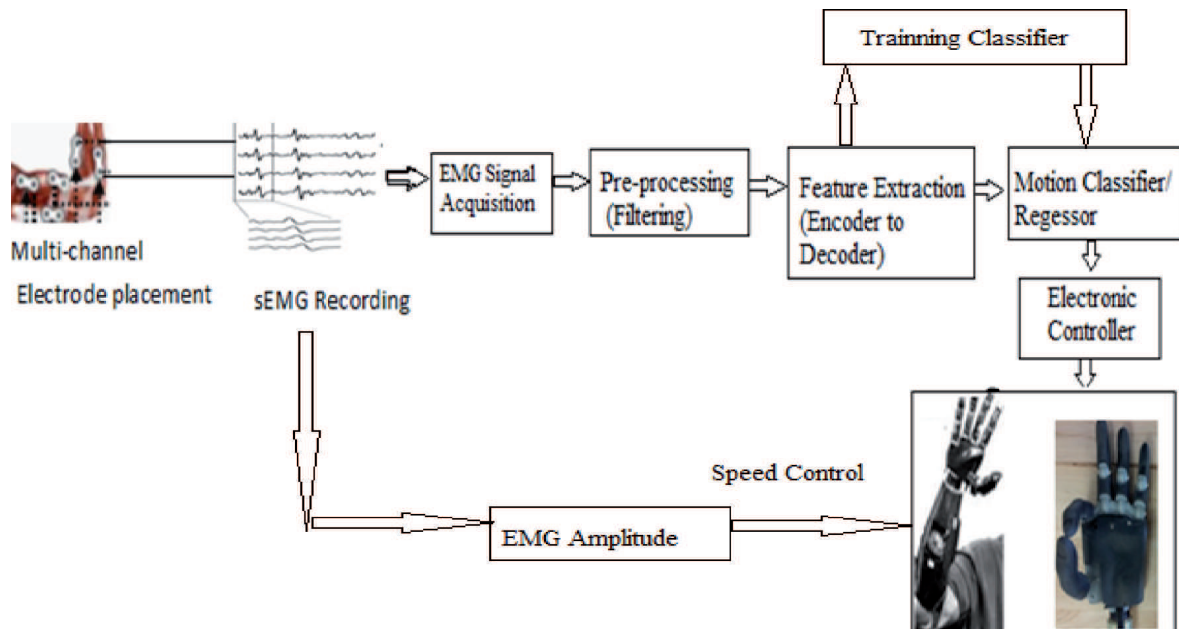 Trainning Classifier
EMG Signal
Acquisition
Pre-processing
(Filtering)
Feature Extraction
(Encoder to
Decoder)
Motion Classifier/
Regessor
Multi-channel
Electrode placement
sEMG Recording
Electronic
Controller
Speed Control
EMG Amplitude